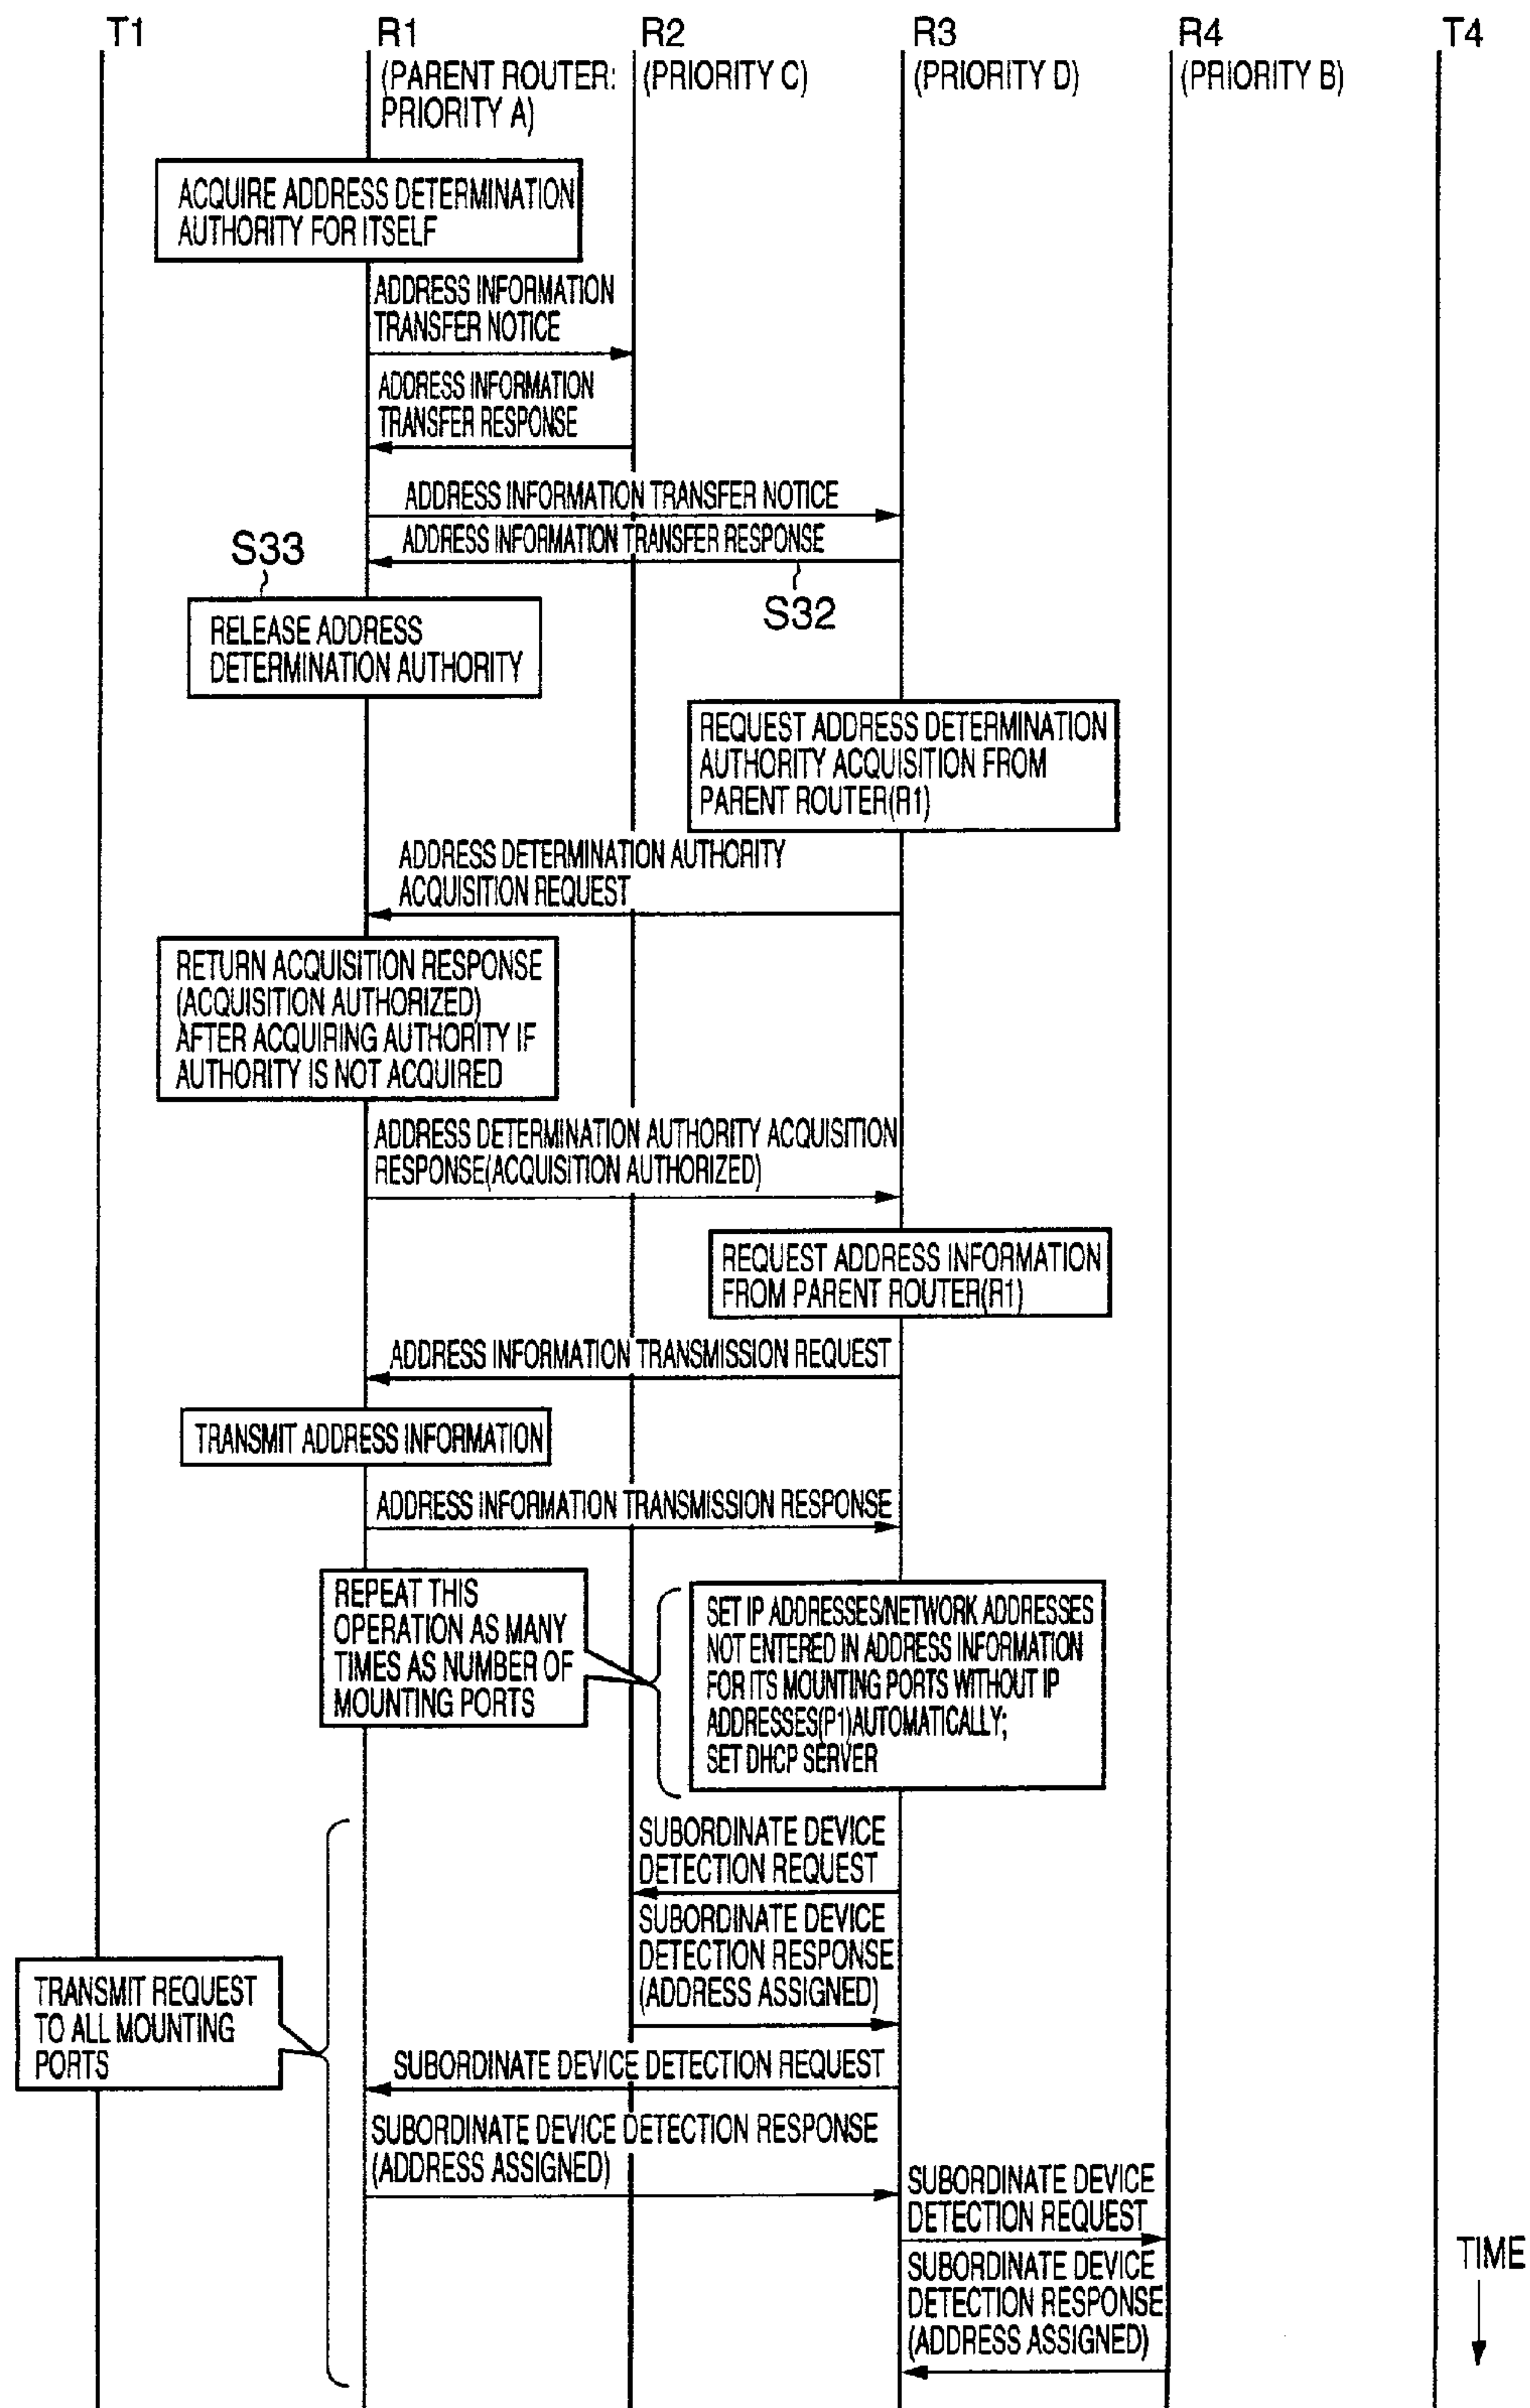 T1
R1
(PARENT ROUTER:
PRIORITY A)
R2
(PRIORITY C)
R3
(PRIORITY D)
R4
(PRIORITY B)
T4
ACQUIRE ADDRESS DETERMINATION
AUTHORITY FOR ITSELF
ADDRESS INFORMATION
TRANSFER NOTICE
ADDRESS INFORMATION
TRANSFER RESPONSE
ADDRESS INFORMATION TRANSFER NOTICE
ADDRESS INFORMATION TRANSFER RESPONSE
S33
S32
RELEASE ADDRESS
DETERMINATION AUTHORITY
REQUEST ADDRESS DETERMINATION
AUTHORITY ACQUISITION FROM
PARENT ROUTER(R1)
ADDRESS DETERMINATION AUTHORITY
ACQUISITION REQUEST
RETURN ACQUISITION RESPONSE
(ACQUISITION AUTHORIZED)
AFTER ACQUIRING AUTHORITY IF
AUTHORITY IS NOT ACQUIRED
ADDRESS DETERMINATION AUTHORITY ACQUISITION
RESPONSE(ACQUISITION AUTHORIZED)
REQUEST ADDRESS INFORMATION
FROM PARENT ROUTER(R1)
ADDRESS INFORMATION TRANSMISSION REQUEST
TRANSMIT ADDRESS INFORMATION
ADDRESS INFORMATION TRANSMISSION RESPONSE
REPEAT THIS
OPERATION AS MANY
TIMES AS NUMBER OF
MOUNTING PORTS
SET IP ADDRESSES/NETWORK ADDRESSES
NOT ENTERED IN ADDRESS INFORMATION
FOR ITS MOUNTING PORTS WITHOUT IP
ADDRESSES(P1)AUTOMATICALLY;
SET DHCP SERVER
SUBORDINATE DEVICE
DETECTION REQUEST
SUBORDINATE DEVICE
DETECTION RESPONSE
(ADDRESS ASSIGNED)
TRANSMIT REQUEST
TO ALL MOUNTING
PORTS
SUBORDINATE DEVICE DETECTION REQUEST
SUBORDINATE DEVICE DETECTION RESPONSE
(ADDRESS ASSIGNED)
SUBORDINATE DEVICE
DETECTION REQUEST
SUBORDINATE DEVICE
DETECTION RESPONSE
(ADDRESS ASSIGNED)
TIME